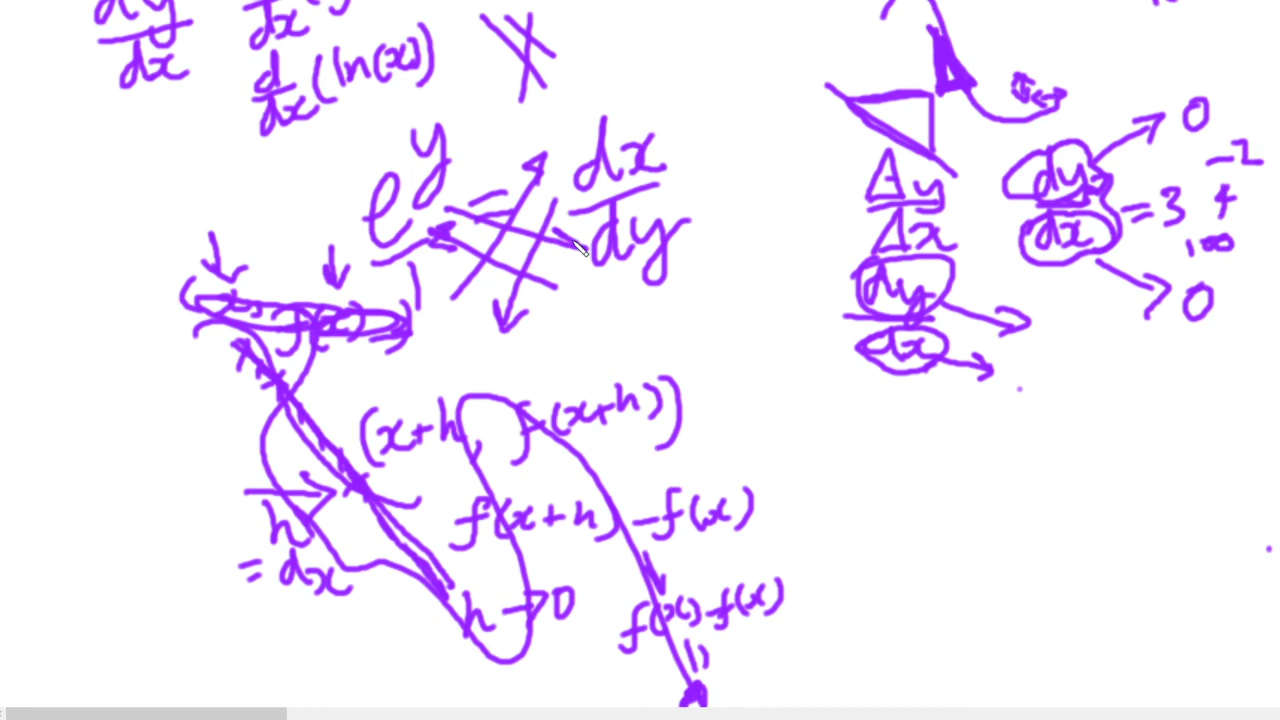 dy/dx
d/dx
d/dx (ln(x))
e^y = dx/dy
(x+h, f(x+h))
f(x+h) - f(x)
h
= dx
h → 0
f(x) - f(x)
Δy/Δx
dy/dx
dy/dx = 3
0
-2
4
100
0